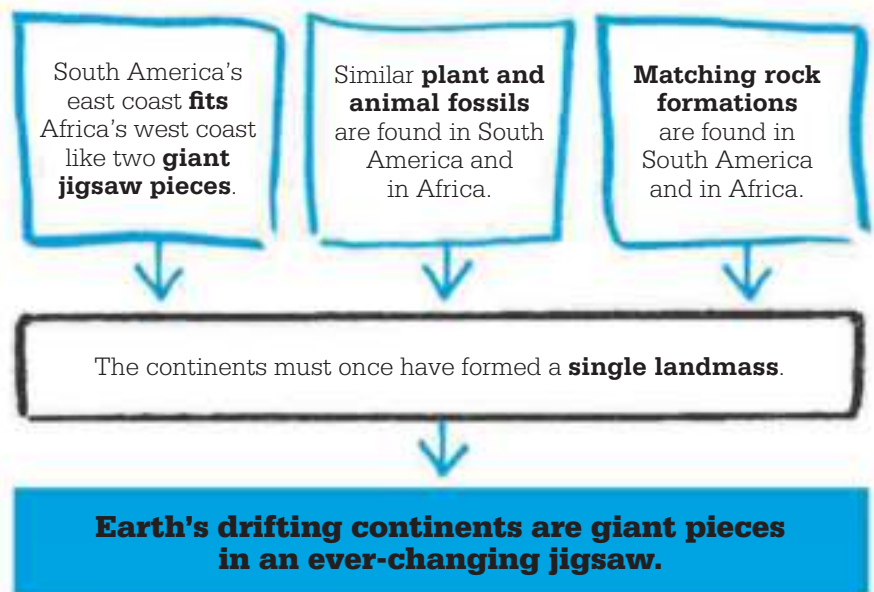 South America's
east coast fits
Africa's west coast
like two giant
jigsaw pieces.
Similar plant and
animal fossils
are found in South
America and
in Africa.
Matching rock
formations
are found in
South America
and in Africa.
The continents must once have formed a single landmass.
Earth's drifting continents are giant pieces
in an ever-changing jigsaw.